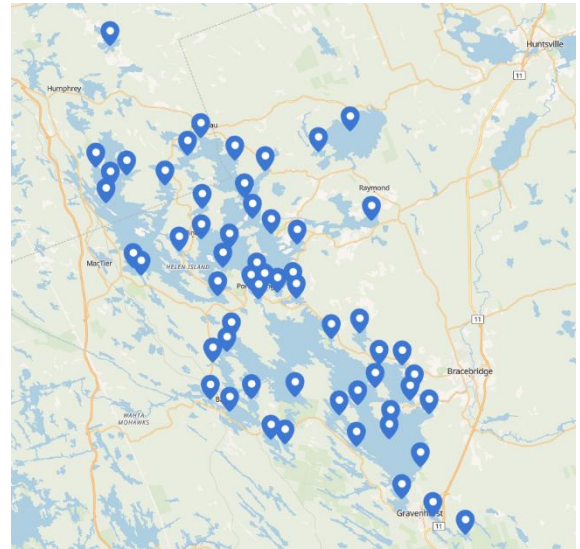 Huntsville
11
Humphrey
Raymond
MacTier
HELEN ISLAND
11
Bracebridge
WAHTA
MOHAWKS
Gravenhurst
11